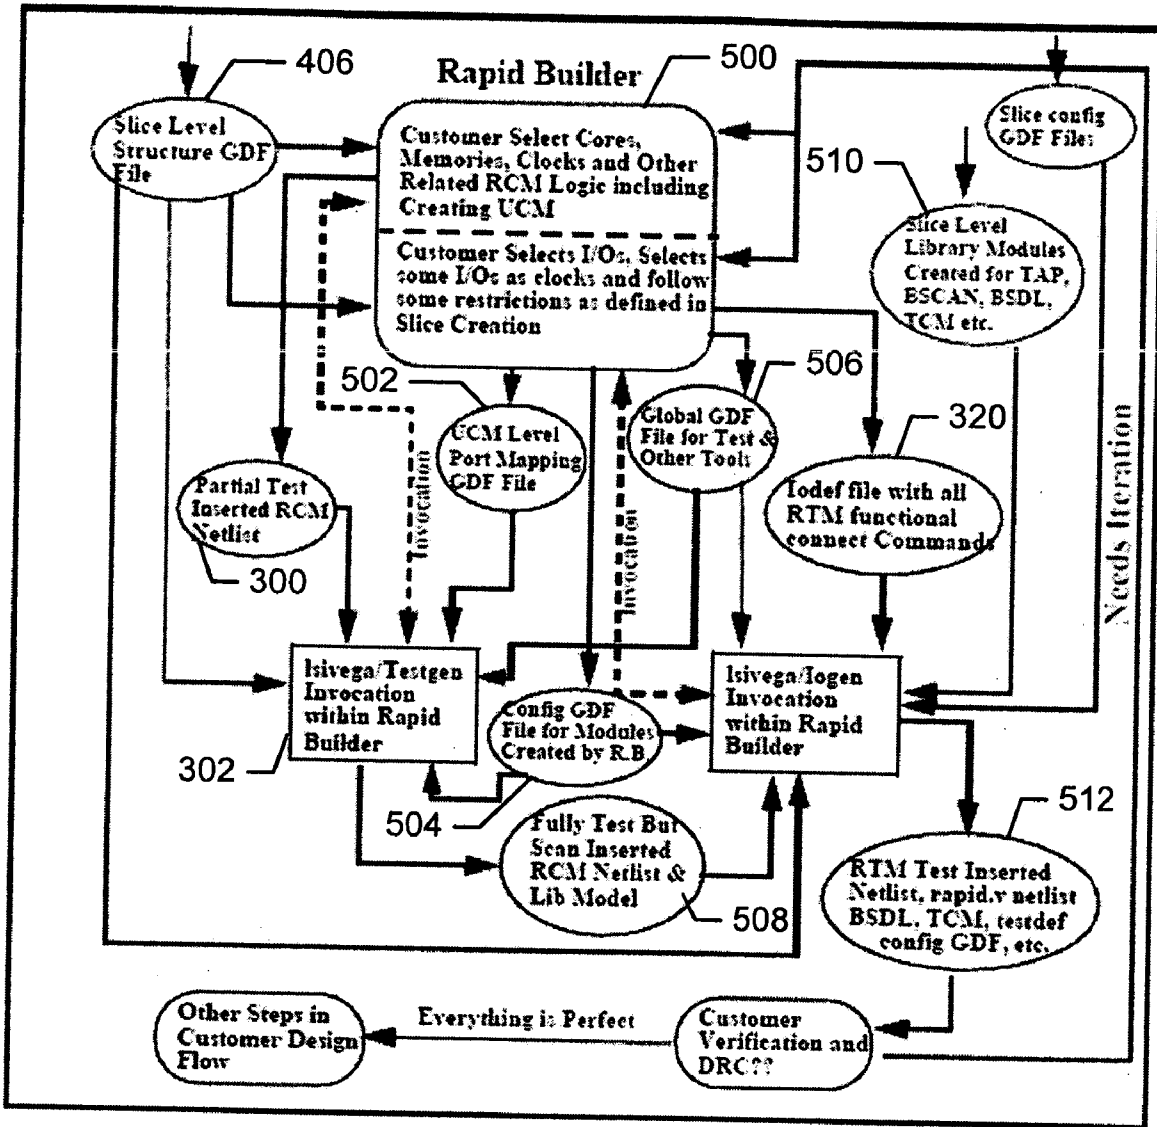 406
Rapid Builder
500
Slice Level
Structure GDF
File
Customer Select Cores,
Memories, Clocks and Other
Related RCM Logic including
Creating UCM
Customer Selects I/Os, Selects
some I/Os as clocks and follow
some restrictions as defined in
Slice Creation
Slice config
GDF Files
510
Slice Level
Library Modules
Created for TAP,
BSCAN, BSDL,
TCM etc.
502
UCM Level
Port Mapping
GDF File
506
Global GDF
File for Test &
Other Tools
320
Iodef file with all
RTM functional
connect Commands
Partial Test
Inserted RCM
Netlist
300
Invocation
Invocation
Needs Iteration
lsivega/Testgen
Invocation
within Rapid
Builder
302
Config GDF
File for Modules
Created by R.B.
504
lsivega/Iogen
Invocation
within Rapid
Builder
Fully Test But
Scan Inserted
RCM Netlist &
Lib Model
508
512
RTM Test Inserted
Netlist, rapid.v netlist
BSDL, TCM, testdef
config GDF, etc.
Other Steps in
Customer Design
Flow
Everything is Perfect
Customer
Verification and
DRC??